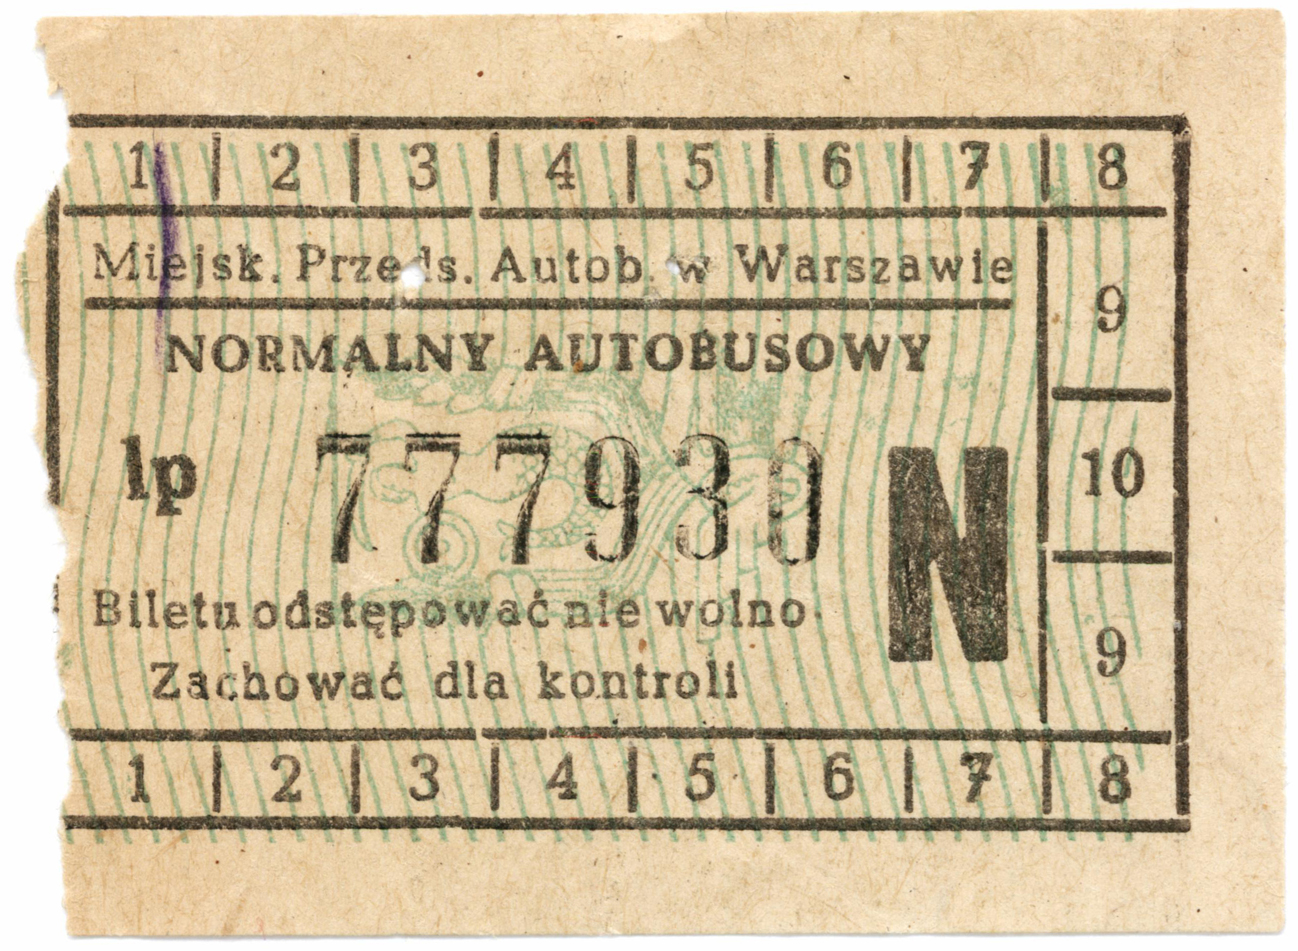 1 2 3 4 5 6 7 8
Miejsk. Przeds. Autob. w Warszawie
9
NORMALNY AUTOBUSOWY
lp 777930 N
10
Biletu odstępować nie wolno
Zachować dla kontroli
9
1 2 3 4 5 6 7 8